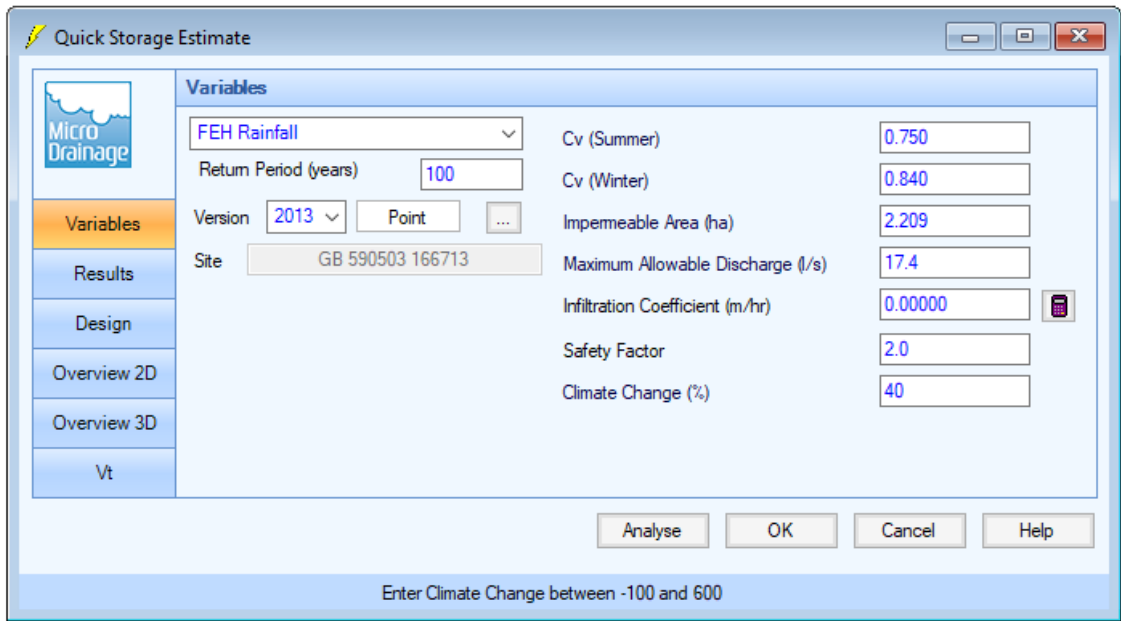 Quick Storage Estimate
Micro
Drainage
Variables
Results
Design
Overview 2D
Overview 3D
Vt
Variables
FEH Rainfall
Return Period (years) 100
Version 2013 Point ...
Site GB 590503 166713
Cv (Summer) 0.750
Cv (Winter) 0.840
Impermeable Area (ha) 2.209
Maximum Allowable Discharge (l/s) 17.4
Infiltration Coefficient (m/hr) 0.00000
Safety Factor 2.0
Climate Change (%) 40
Analyse OK Cancel Help
Enter Climate Change between -100 and 600